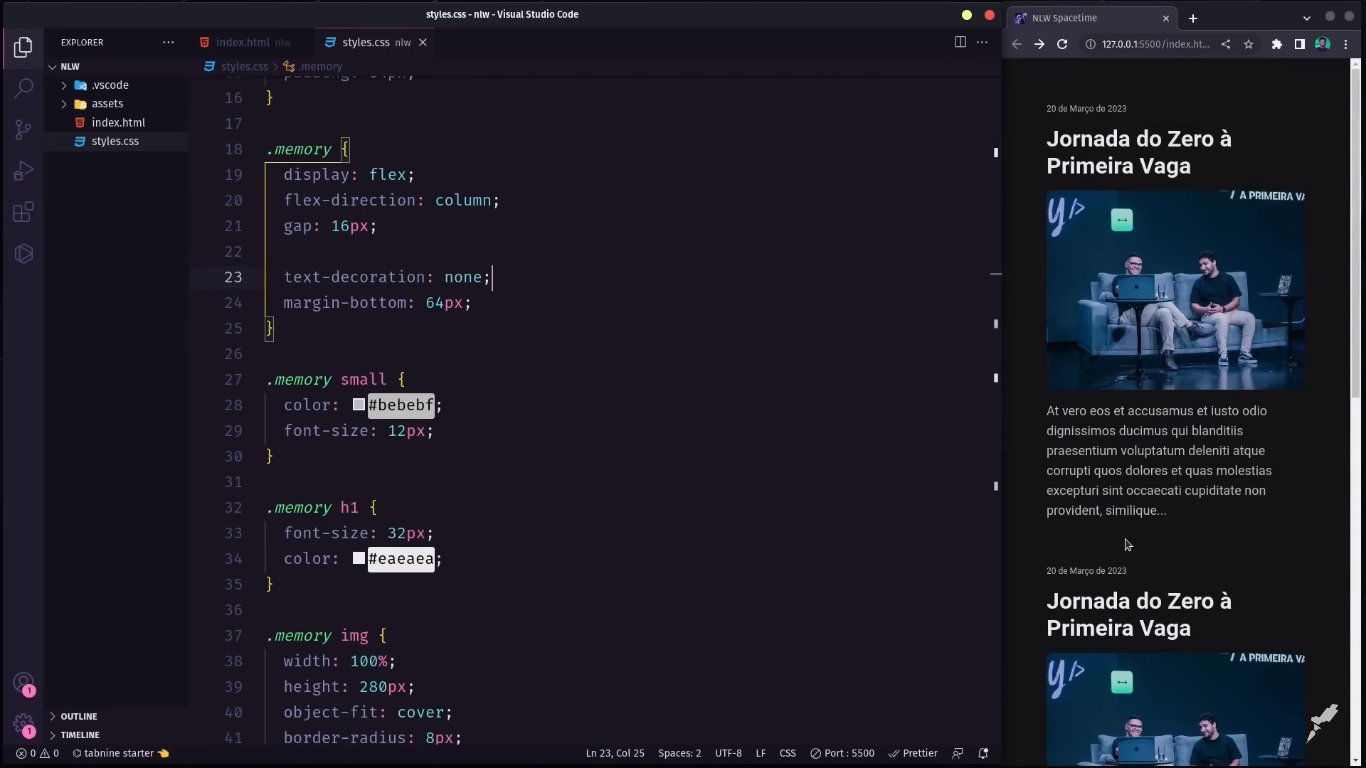 styles.css - nlw - Visual Studio Code
EXPLORER
NLW
.vscode
assets
index.html
styles.css
OUTLINE
TIMELINE
index.html nlw
styles.css nlw
styles.css > .memory
16 }
17
18 .memory {
19 display: flex;
20 flex-direction: column;
21 gap: 16px;
22
23 text-decoration: none;
24 margin-bottom: 64px;
25 }
26
27 .memory small {
28 color: #bebebf;
29 font-size: 12px;
30 }
31
32 .memory h1 {
33 font-size: 32px;
34 color: #eaeaea;
35 }
36
37 .memory img {
38 width: 100%;
39 height: 280px;
40 object-fit: cover;
41 border-radius: 8px;
1
1
0 0 tabnine starter
Ln 23, Col 25 Spaces: 2 UTF-8 LF CSS Port : 5500 Prettier
NLW Spacetime
127.0.0.1:5500/index.ht...
20 de Março de 2023
Jornada do Zero à
Primeira Vaga
A PRIMEIRA VA
At vero eos et accusamus et iusto odio
dignissimos ducimus qui blanditiis
praesentium voluptatum deleniti atque
corrupti quos dolores et quas molestias
excepturi sint occaecati cupiditate non
provident, similique...
20 de Março de 2023
Jornada do Zero à
Primeira Vaga
A PRIMEIRA VA